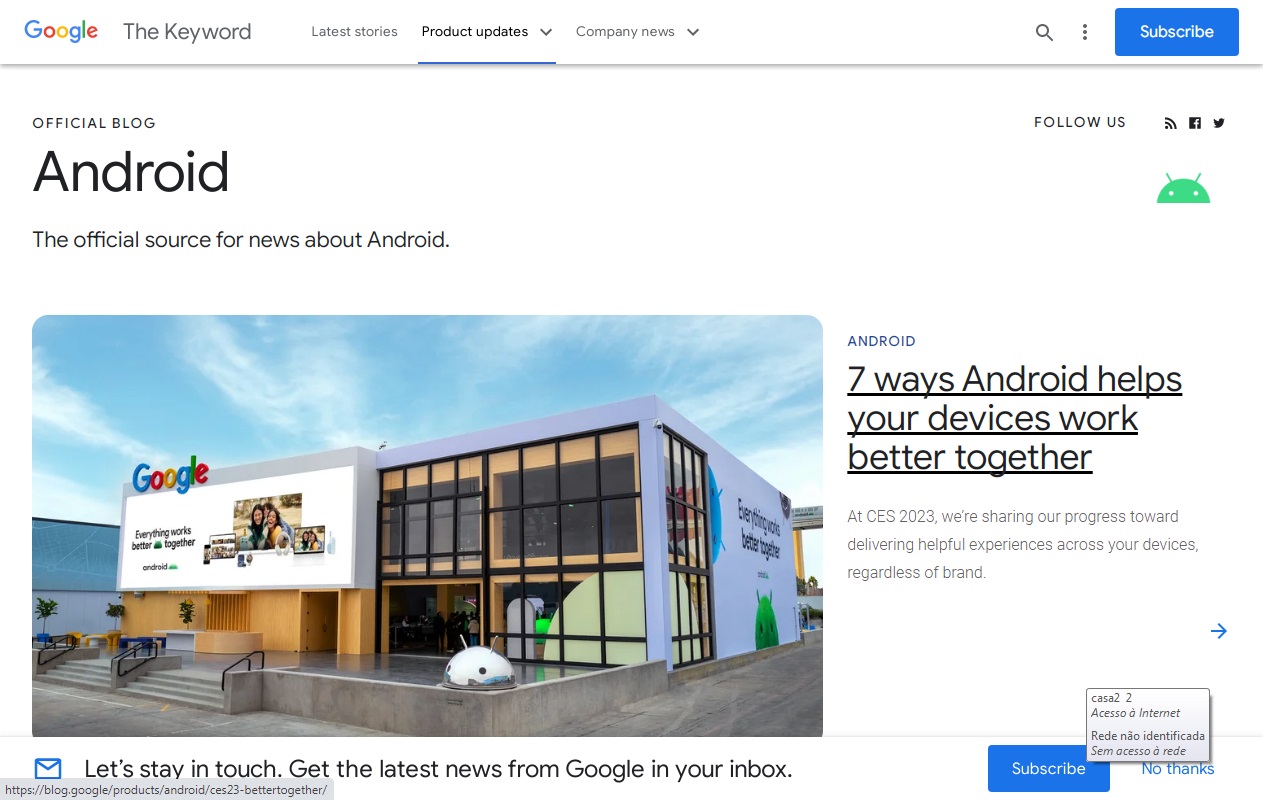 Google The Keyword Latest stories Product updates Company news Subscribe
OFFICIAL BLOG
FOLLOW US
Android
The official source for news about Android.
Google
Everything works
better together
android
Everything works
better together
android
ANDROID
7 ways Android helps
your devices work
better together
At CES 2023, we’re sharing our progress toward
delivering helpful experiences across your devices,
regardless of brand.
casa2 2
Acesso à Internet
Rede não identificada
Sem acesso à rede
Let’s stay in touch. Get the latest news from Google in your inbox.
Subscribe
No thanks
https://blog.google/products/android/ces23-bettertogether/